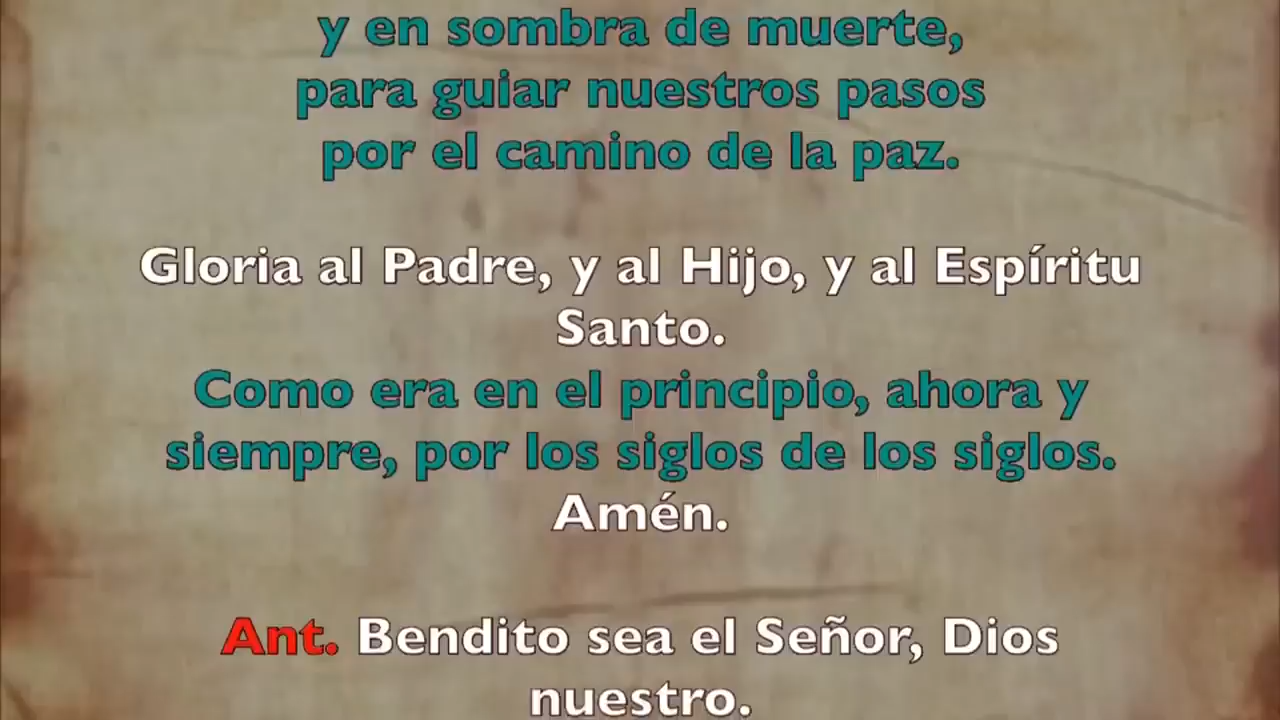 y en sombra de muerte,
para guiar nuestros pasos
por el camino de la paz.
Gloria al Padre, y al Hijo, y al Espíritu
Santo.
Como era en el principio, ahora y
siempre, por los siglos de los siglos.
Amén.
Ant. Bendito sea el Señor, Dios
nuestro.